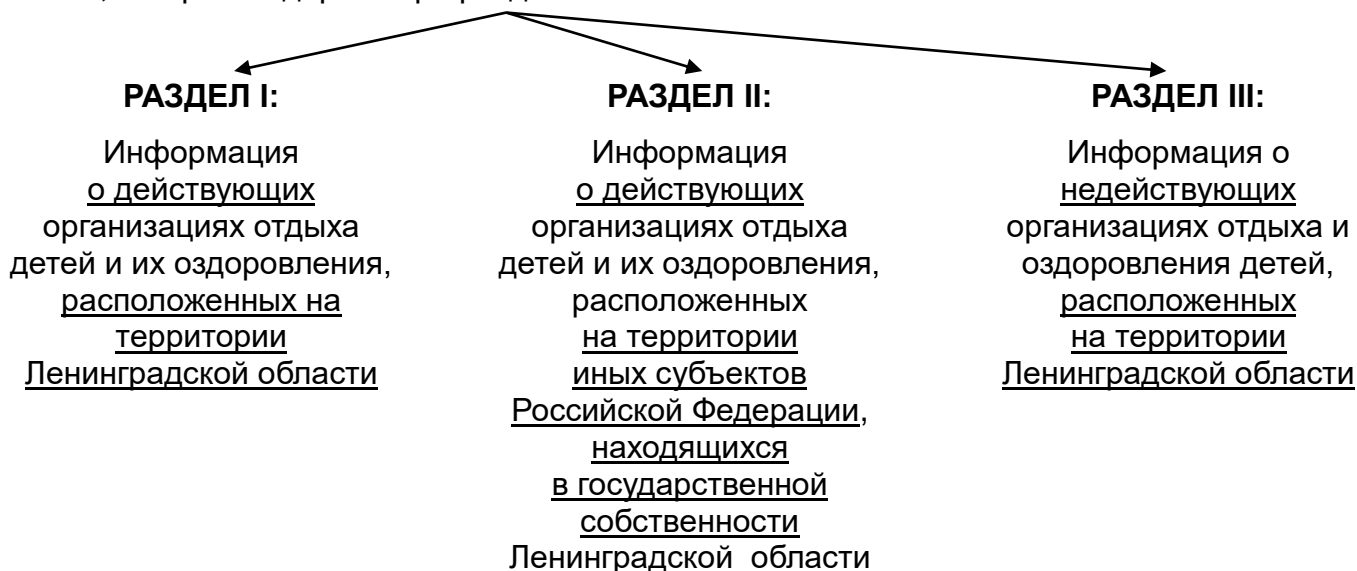 РАЗДЕЛ I:
Информация
о действующих
организациях отдыха
детей и их оздоровления,
расположенных на
территории
Ленинградской области
РАЗДЕЛ II:
Информация
о действующих
организациях отдыха
детей и их оздоровления,
расположенных
на территории
иных субъектов
Российской Федерации,
находящихся
в государственной
собственности
Ленинградской области
РАЗДЕЛ III:
Информация о
недействующих
организациях отдыха и
оздоровления детей,
расположенных
на территории
Ленинградской области